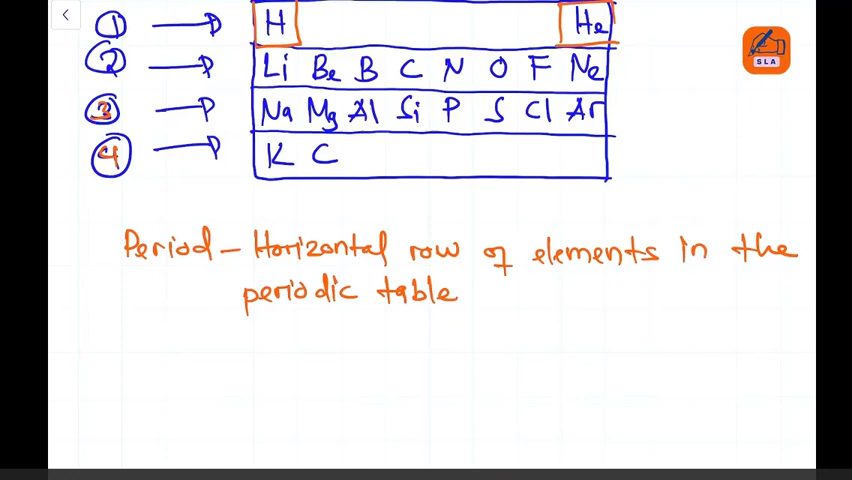 1 → H He
SLA
2 → Li Be B C N O F Ne
3 → Na Mg Al Si P S Cl Ar
4 → K C
Period – Horizontal row of elements in the
periodic table